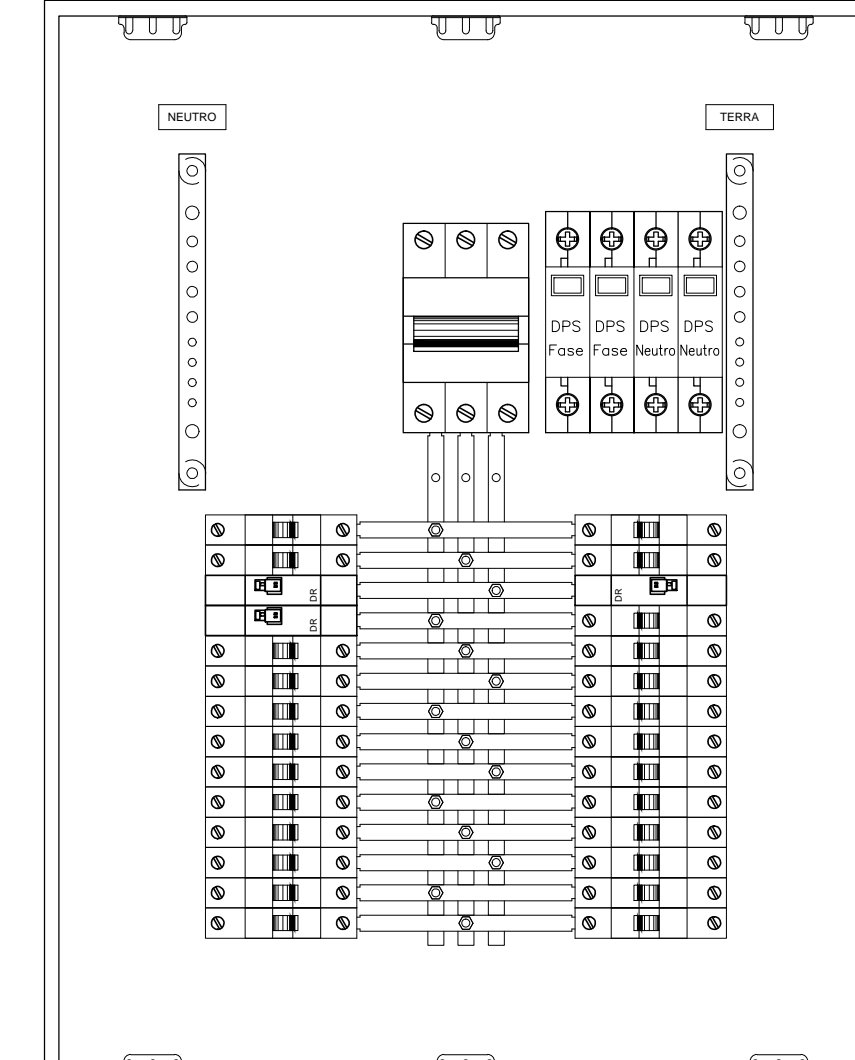 NEUTRO
TERRA
DPS DPS DPS DPS
Fase Fase Neutro Neutro
DR
DR
DR